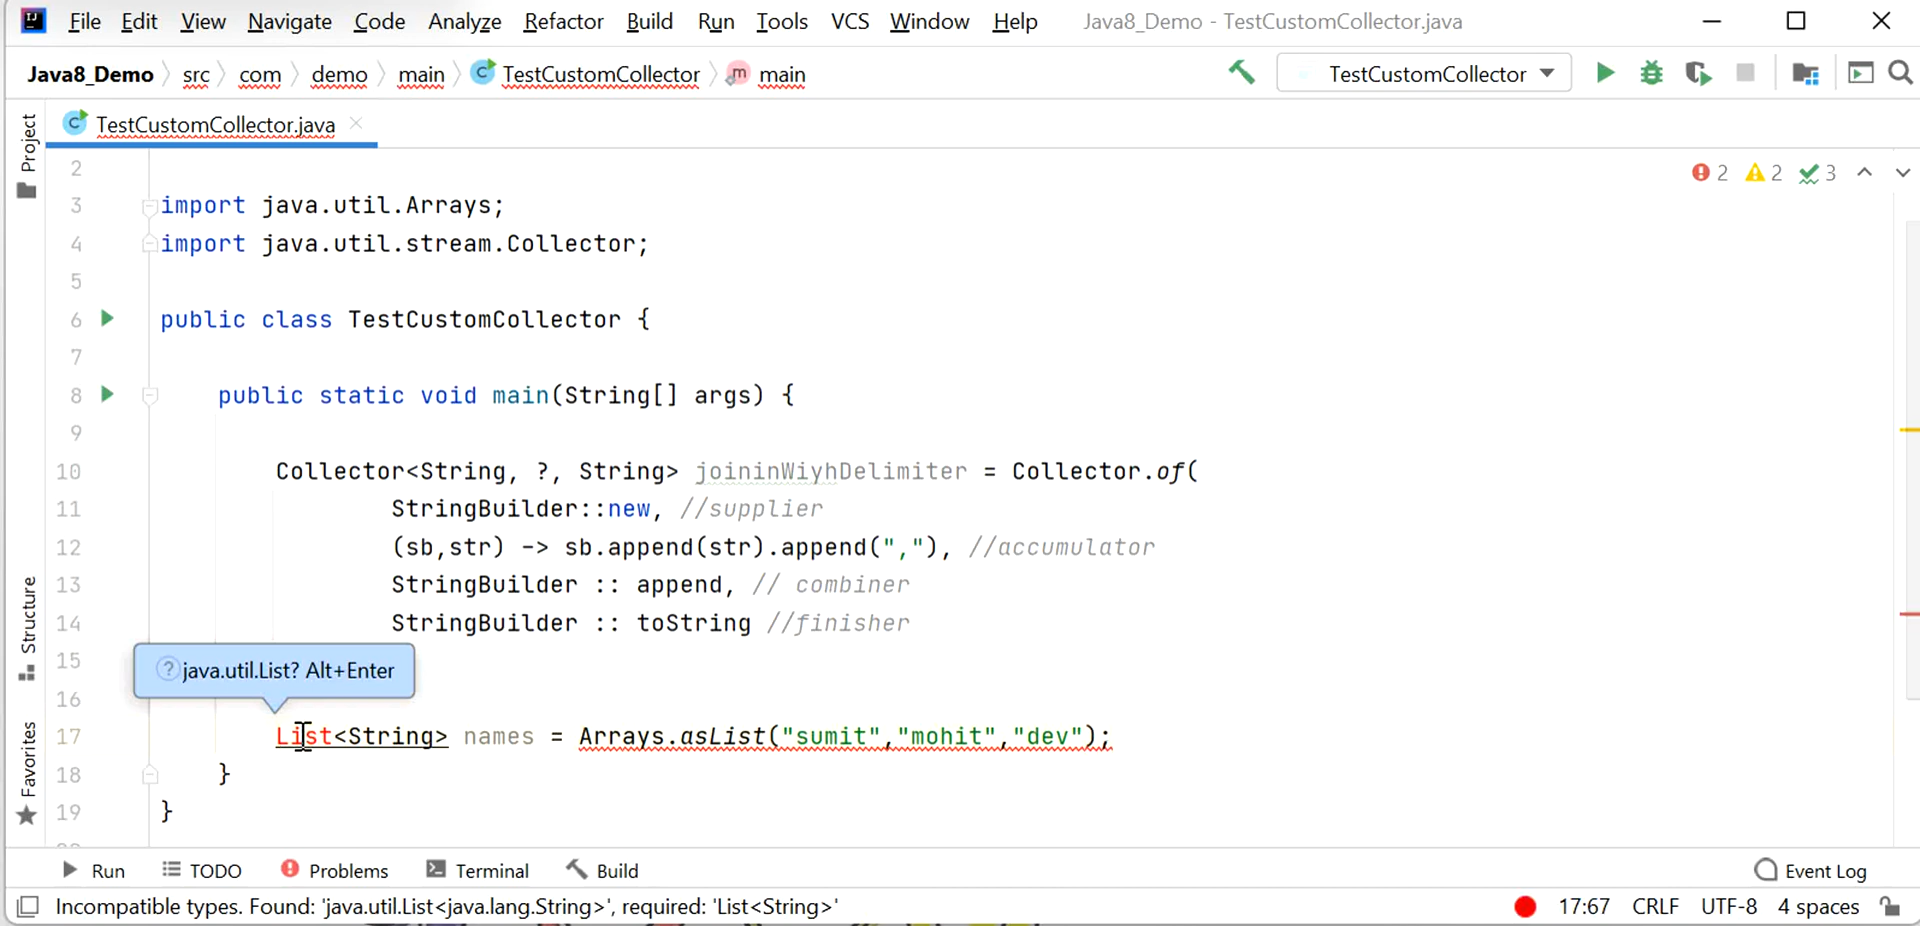 File Edit View Navigate Code Analyze Refactor Build Run Tools VCS Window Help Java8_Demo - TestCustomCollector.java
Java8_Demo src com demo main TestCustomCollector main TestCustomCollector
TestCustomCollector.java
Project
Structure
Favorites
2 2 3
2
3 import java.util.Arrays;
4 import java.util.stream.Collector;
5
6 public class TestCustomCollector {
7
8 public static void main(String[] args) {
9
10 Collector<String, ?, String> joininWiyhDelimiter = Collector.of(
11 StringBuilder::new, //supplier
12 (sb,str) -> sb.append(str).append(","), //accumulator
13 StringBuilder :: append, // combiner
14 StringBuilder :: toString //finisher
15
java.util.List? Alt+Enter
16
17 List<String> names = Arrays.asList("sumit","mohit","dev");
18 }
19 }
Run TODO Problems Terminal Build Event Log
Incompatible types. Found: 'java.util.List<java.lang.String>', required: 'List<String>' 17:67 CRLF UTF-8 4 spaces